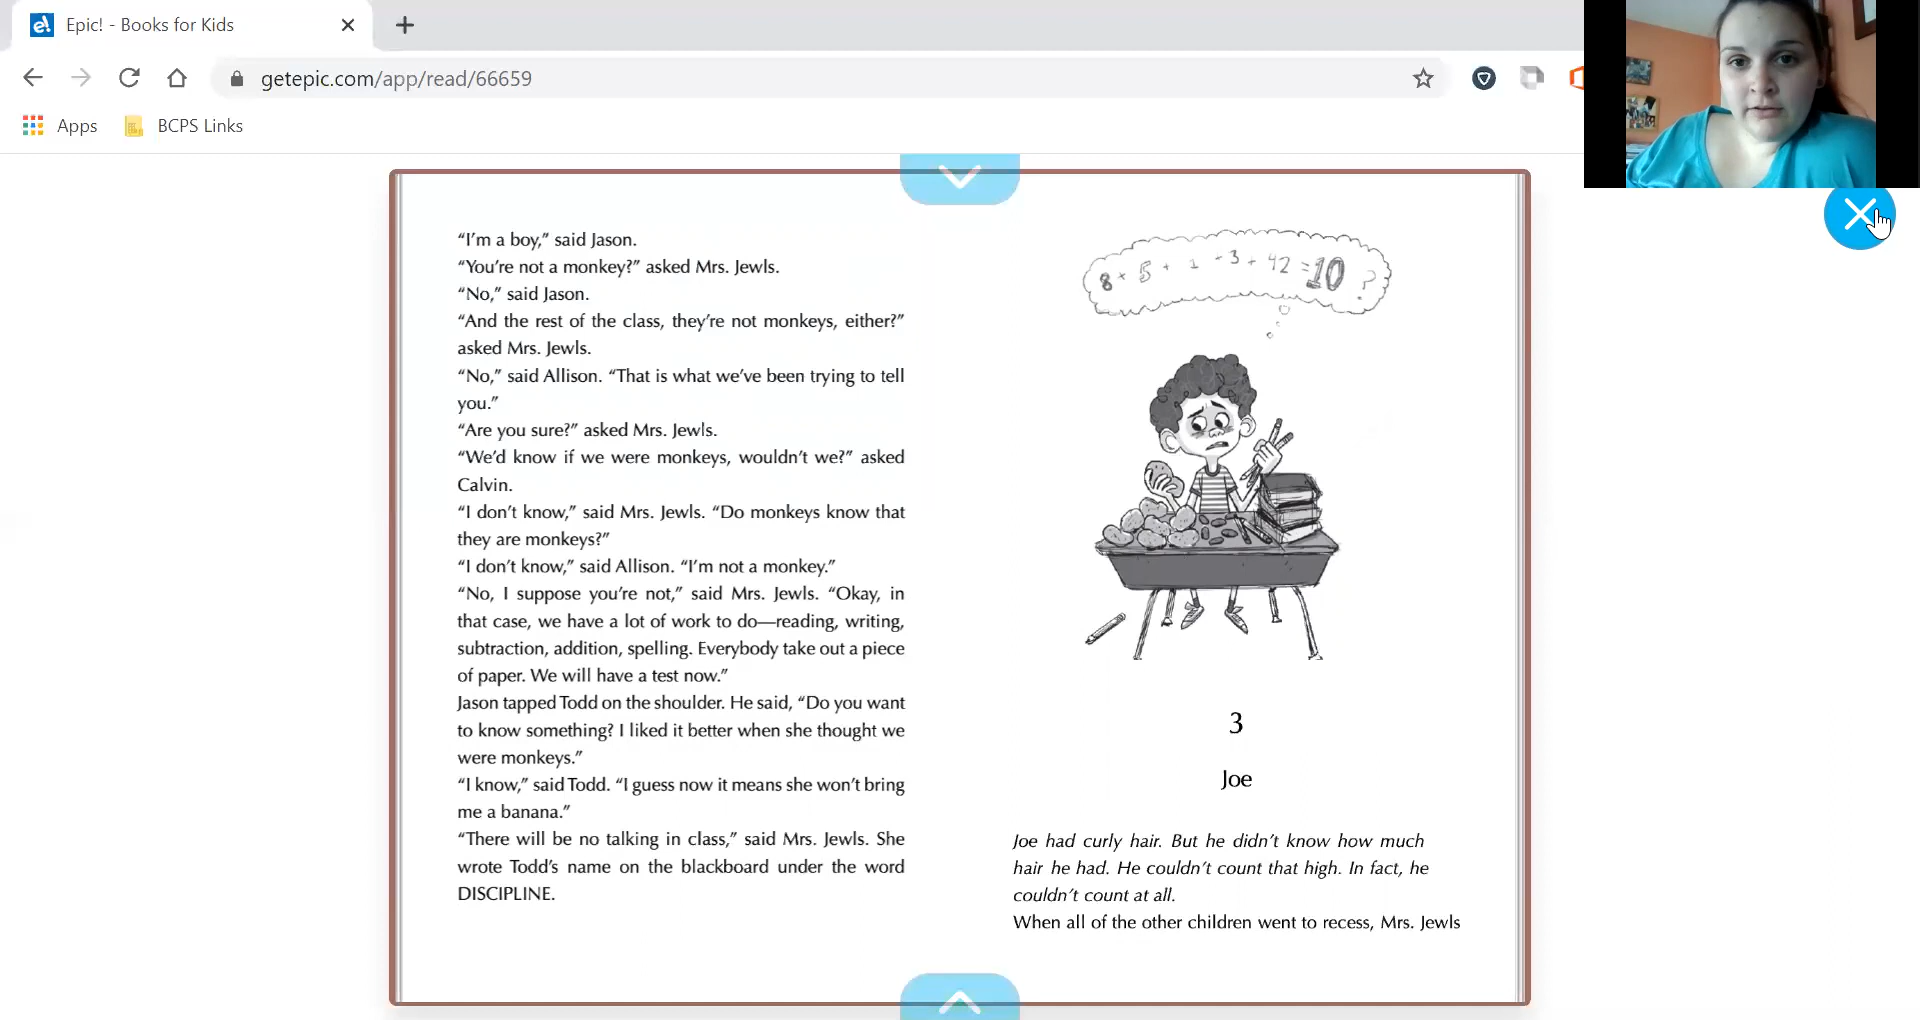 Epic! - Books for Kids
getepic.com/app/read/66659
Apps
BCPS Links
“I’m a boy,” said Jason.
“You’re not a monkey?” asked Mrs. Jewls.
“No,” said Jason.
“And the rest of the class, they’re not monkeys, either?”
asked Mrs. Jewls.
“No,” said Allison. “That is what we’ve been trying to tell
you.”
“Are you sure?” asked Mrs. Jewls.
“We’d know if we were monkeys, wouldn’t we?” asked
Calvin.
“I don’t know,” said Mrs. Jewls. “Do monkeys know that
they are monkeys?”
“I don’t know,” said Allison. “I’m not a monkey.”
“No, I suppose you’re not,” said Mrs. Jewls. “Okay, in
that case, we have a lot of work to do—reading, writing,
subtraction, addition, spelling. Everybody take out a piece
of paper. We will have a test now.”
Jason tapped Todd on the shoulder. He said, “Do you want
to know something? I liked it better when she thought we
were monkeys.”
“I know,” said Todd. “I guess now it means she won’t bring
me a banana.”
“There will be no talking in class,” said Mrs. Jewls. She
wrote Todd’s name on the blackboard under the word
DISCIPLINE.
8 + 5 + 1 + 3 + 42 = 10 ?
3
Joe
Joe had curly hair. But he didn’t know how much
hair he had. He couldn’t count that high. In fact, he
couldn’t count at all.
When all of the other children went to recess, Mrs. Jewls